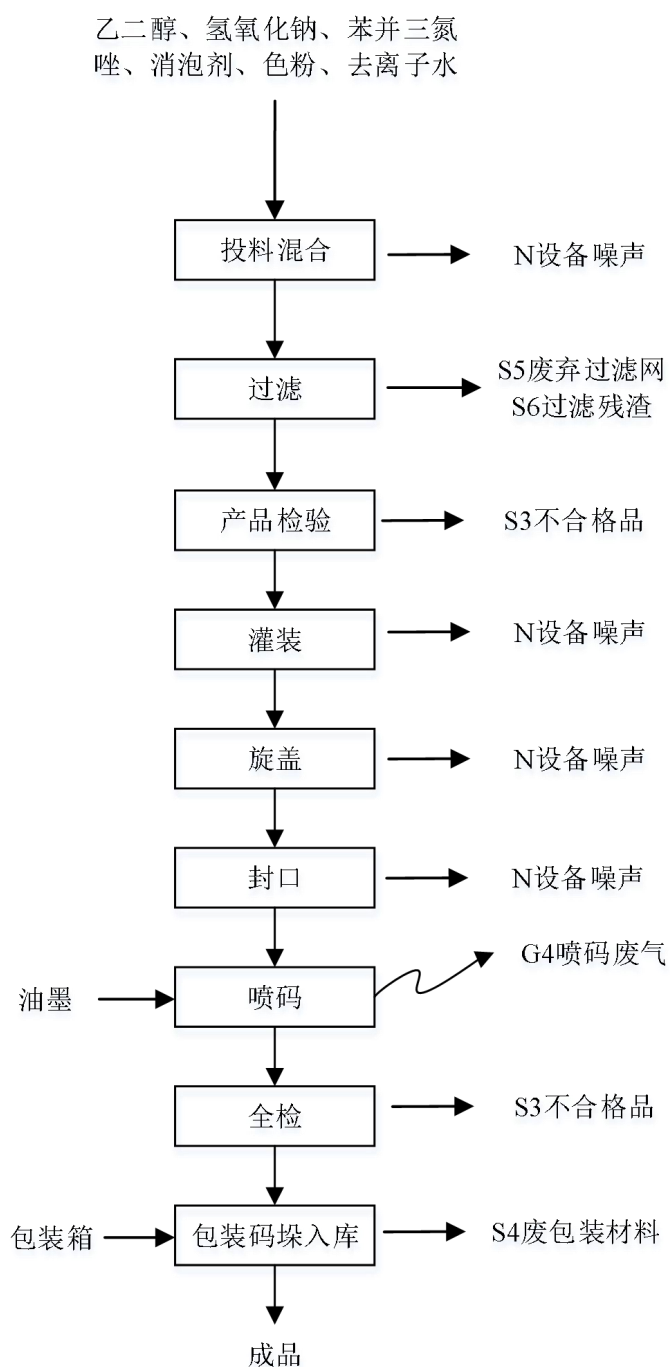 乙二醇、氢氧化钠、苯并三氮
唑、消泡剂、色粉、去离子水
投料混合
N设备噪声
过滤
S5废弃过滤网
S6过滤残渣
产品检验
S3不合格品
灌装
N设备噪声
旋盖
N设备噪声
封口
N设备噪声
G4喷码废气
油墨
喷码
全检
S3不合格品
包装箱
包装码垛入库
S4废包装材料
成品